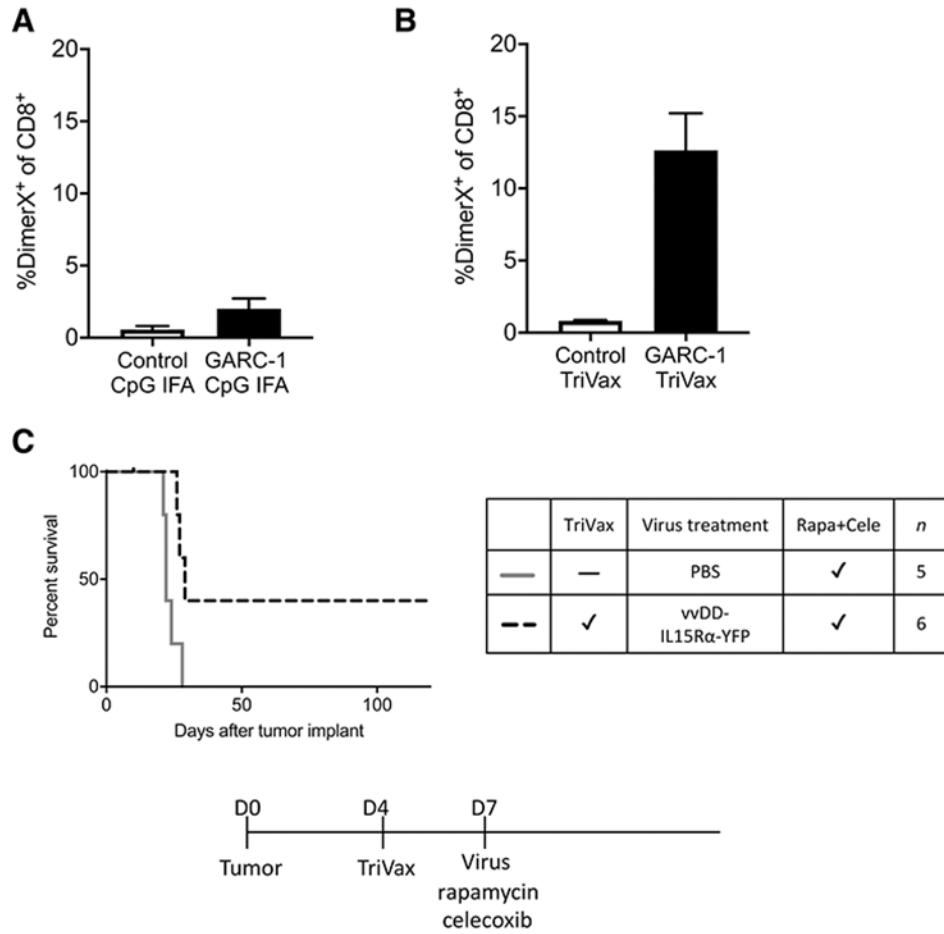 A
20
15
10
5
0
%DimerX+ of CD8+
Control
CpG IFA
GARC-1
CpG IFA
B
20
15
10
5
0
%DimerX+ of CD8+
Control
TriVax
GARC-1
TriVax
C
100
50
0
Percent survival
0 50 100
Days after tumor implant
TriVax Virus treatment Rapa+Cele n
— PBS ✓ 5
✓ vvDD-
IL15Rα-YFP ✓ 6
D0 D4 D7
Tumor TriVax Virus
rapamycin
celecoxib